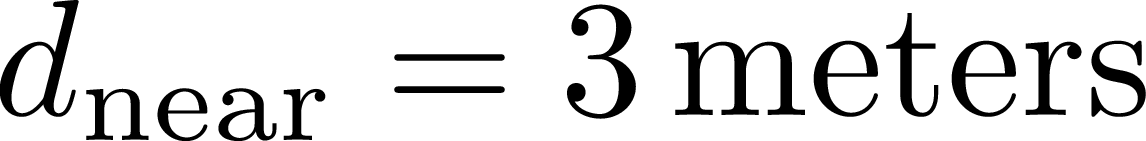 d_near = 3 meters